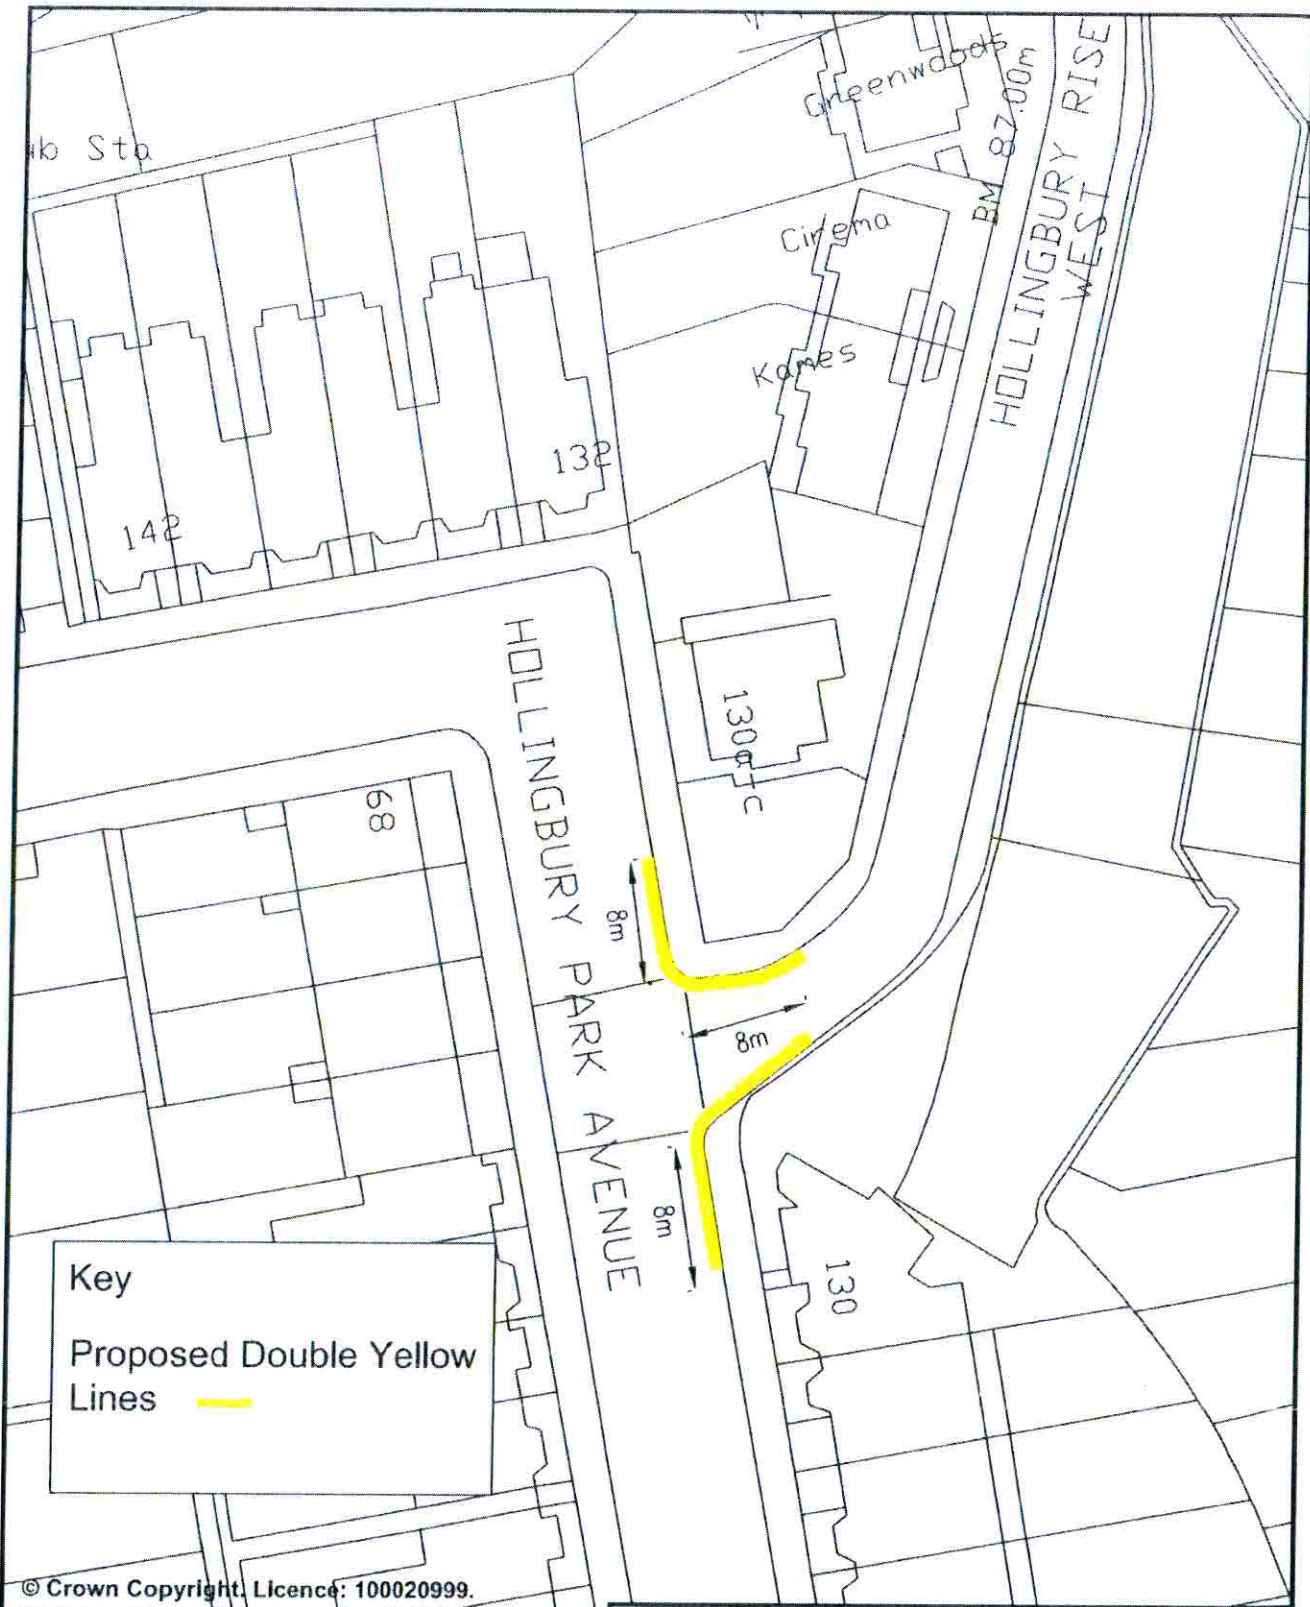 Greenwoods
BM 87.00m
HOLLINGBURY RISE
WEST
Sta
Cinema
Kames
132
142
HOLLINGBURY PARK AVENUE
130a-c
68
8m
8m
8m
130
Key
Proposed Double Yellow
Lines
© Crown Copyright. Licence: 100020999.